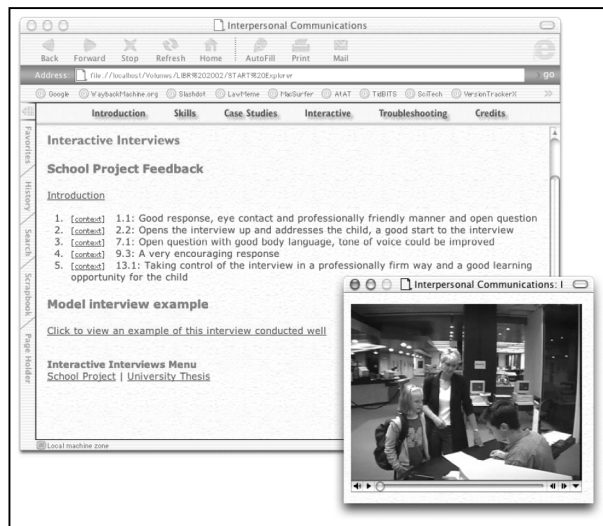 Interpersonal Communications
Back Forward Stop Refresh Home AutoFill Print Mail
Address: file://localhost/Volumes/LIBR%202002/START%20Explorer go
Google WaybackMachine.org Slashdot LawMeme MacSurfer AtAT TidBITS SciTech VersionTrackerX
Introduction Skills Case Studies Interactive Troubleshooting Credits
Favorites
History
Search
Scrapbook
Page Holder
Interactive Interviews
School Project Feedback
Introduction
1. [context] 1.1: Good response, eye contact and professionally friendly manner and open question
2. [context] 2.2: Opens the interview up and addresses the child, a good start to the interview
3. [context] 7.1: Open question with good body language, tone of voice could be improved
4. [context] 9.3: A very encouraging response
5. [context] 13.1: Taking control of the interview in a professionally firm way and a good learning
opportunity for the child
Model interview example
Click to view an example of this interview conducted well
Interactive Interviews Menu
School Project | University Thesis
Local machine zone
Interpersonal Communications: I